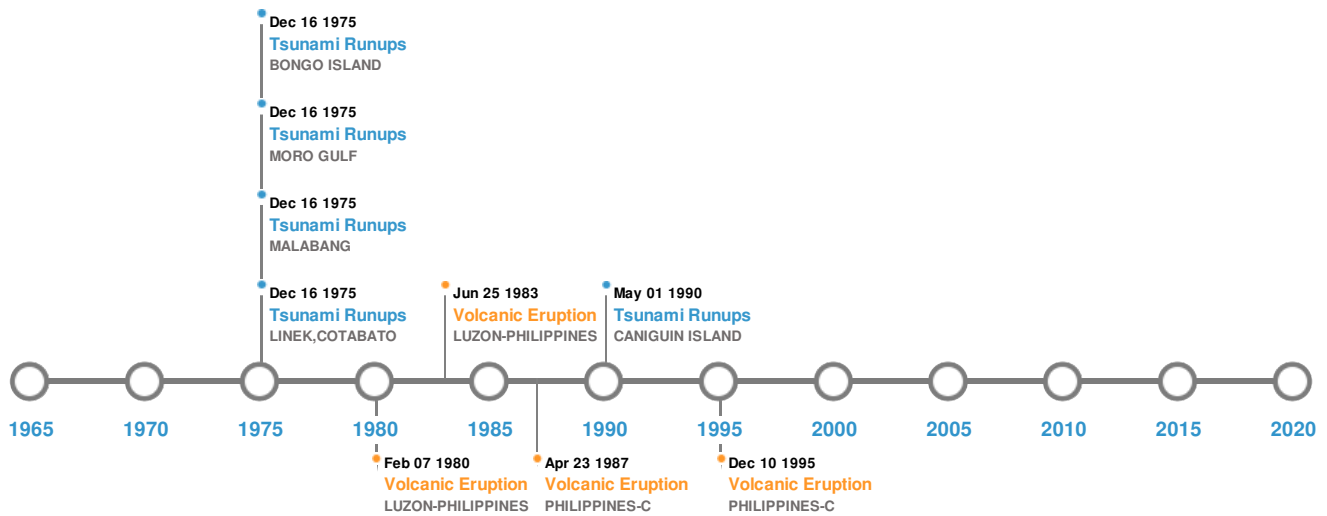 Dec 16 1975
Tsunami Runups
BONGO ISLAND
Dec 16 1975
Tsunami Runups
MORO GULF
Dec 16 1975
Tsunami Runups
MALABANG
Dec 16 1975
Tsunami Runups
LINEK,COTABATO
Jun 25 1983
Volcanic Eruption
LUZON-PHILIPPINES
May 01 1990
Tsunami Runups
CANIGUIN ISLAND
1965 1970 1975 1980 1985 1990 1995 2000 2005 2010 2015 2020
Feb 07 1980
Volcanic Eruption
LUZON-PHILIPPINES
Apr 23 1987
Volcanic Eruption
PHILIPPINES-C
Dec 10 1995
Volcanic Eruption
PHILIPPINES-C